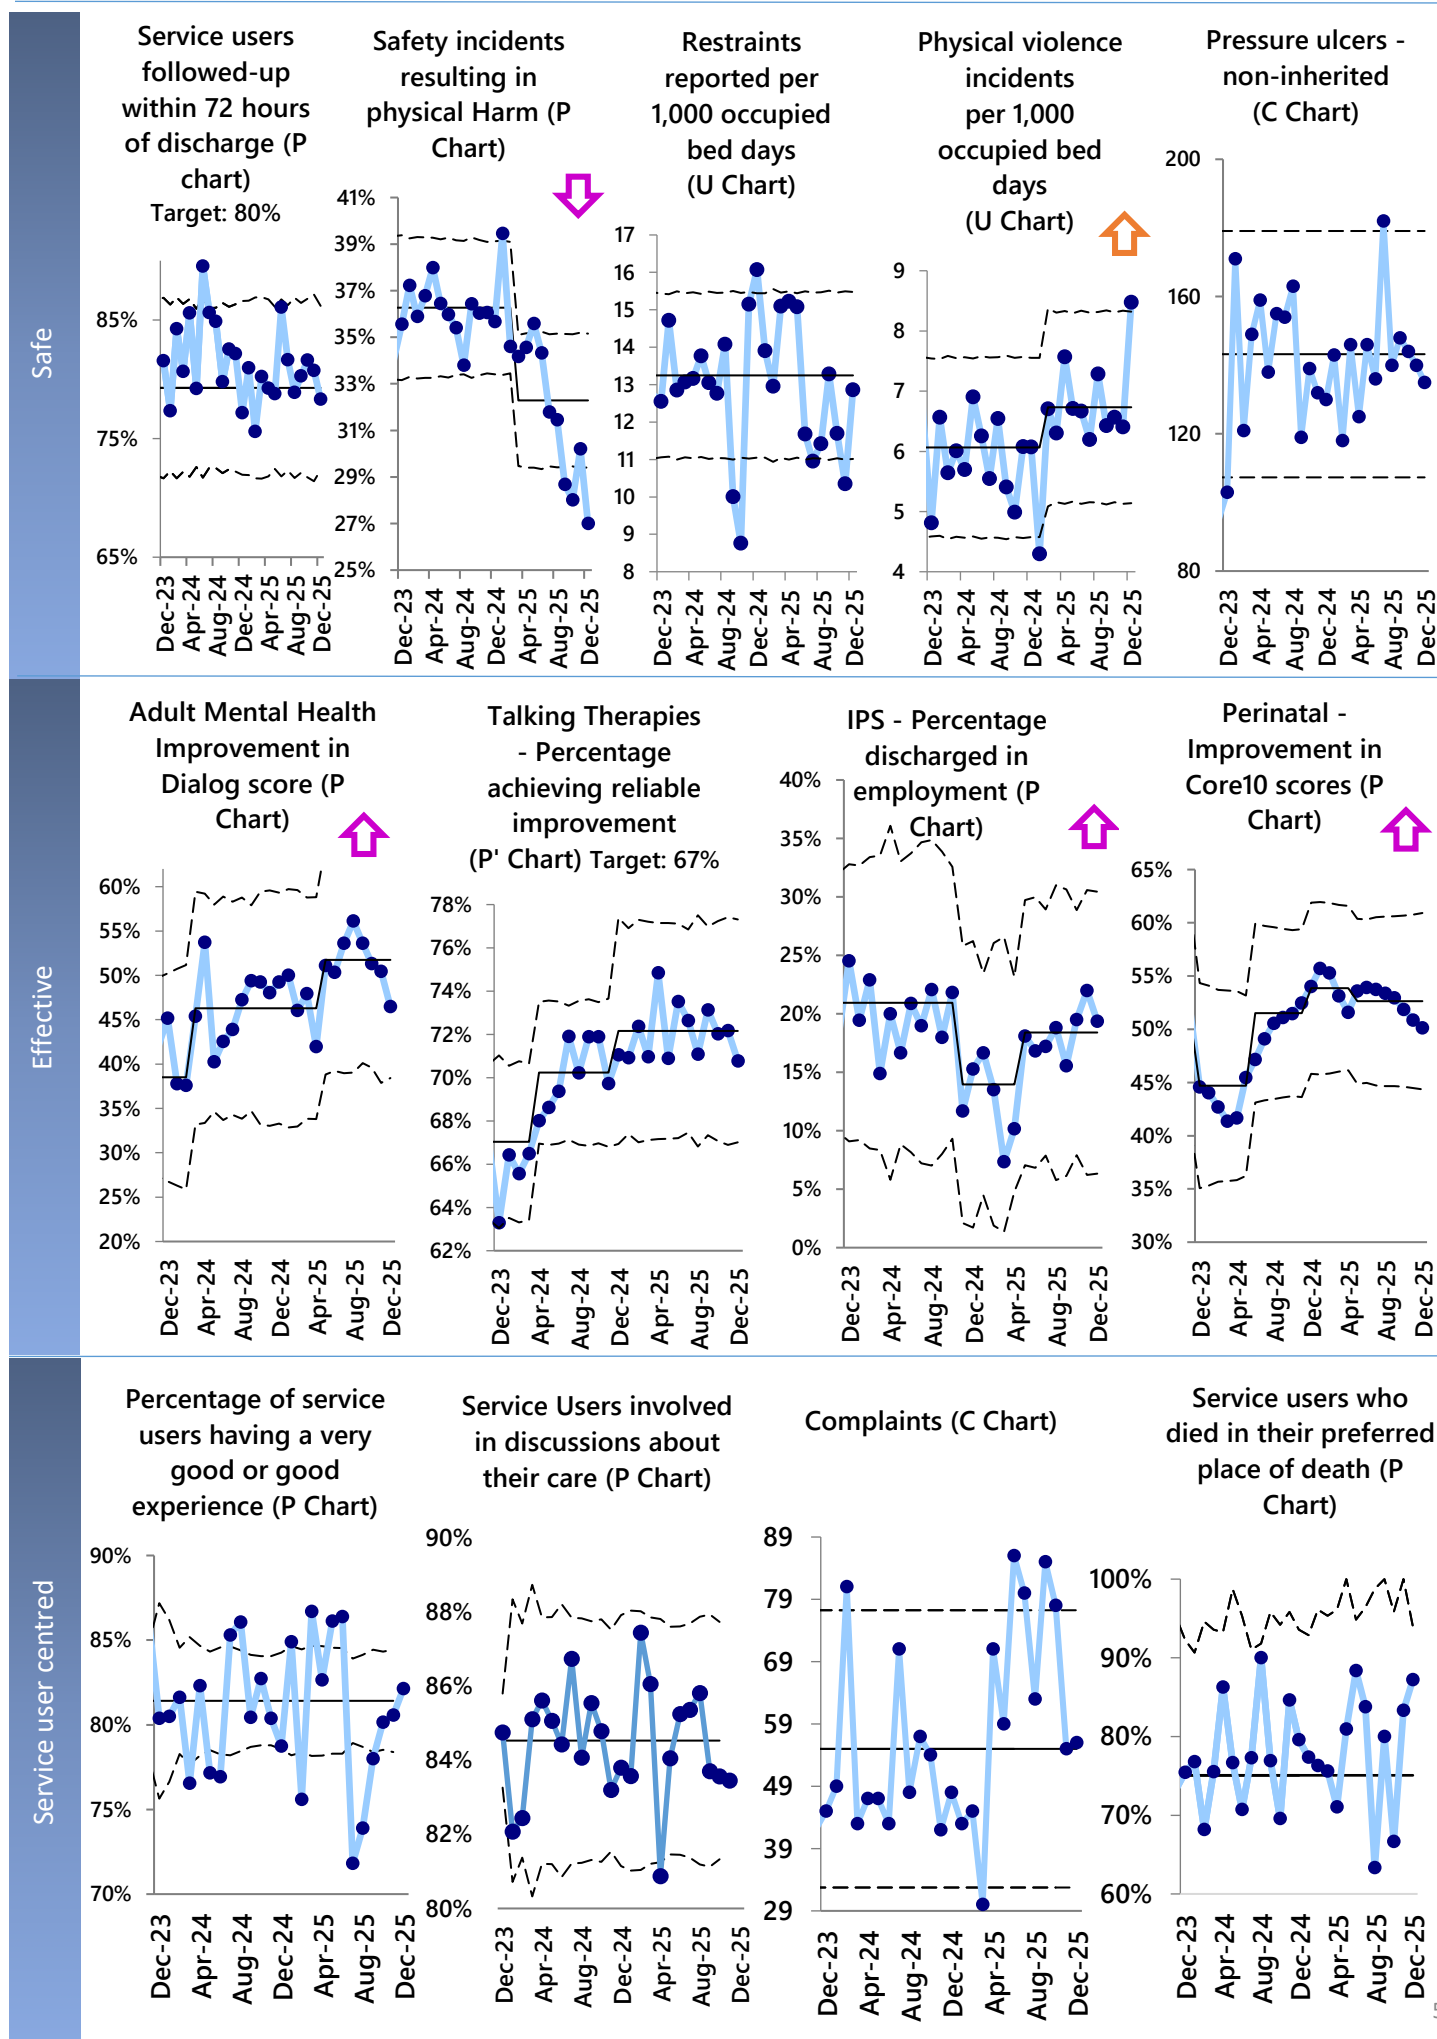 Safe
Service users
followed-up
within 72 hours
of discharge (P
chart)
Target: 80%
85%
75%
65%
Dec-23
Apr-24
Aug-24
Dec-24
Apr-25
Aug-25
Dec-25
Safety incidents
resulting in
physical Harm (P
Chart)
41%
39%
37%
35%
33%
31%
29%
27%
25%
Dec-23
Apr-24
Aug-24
Dec-24
Apr-25
Aug-25
Dec-25
Restraints
reported per
1,000 occupied
bed days
(U Chart)
17
16
15
14
13
12
11
10
9
8
Dec-23
Apr-24
Aug-24
Dec-24
Apr-25
Aug-25
Dec-25
Physical violence
incidents
per 1,000
occupied bed
days
(U Chart)
9
8
7
6
5
4
Dec-23
Apr-24
Aug-24
Dec-24
Apr-25
Aug-25
Dec-25
Pressure ulcers -
non-inherited
(C Chart)
200
160
120
80
Dec-23
Apr-24
Aug-24
Dec-24
Apr-25
Aug-25
Dec-25
Effective
Adult Mental Health
Improvement in
Dialog score (P
Chart)
60%
55%
50%
45%
40%
35%
30%
25%
20%
Dec-23
Apr-24
Aug-24
Dec-24
Apr-25
Aug-25
Dec-25
Talking Therapies
- Percentage
achieving reliable
improvement
(P' Chart) Target: 67%
78%
76%
74%
72%
70%
68%
66%
64%
62%
Dec-23
Apr-24
Aug-24
Dec-24
Apr-25
Aug-25
Dec-25
IPS - Percentage
discharged in
employment (P
Chart)
40%
35%
30%
25%
20%
15%
10%
5%
0%
Dec-23
Apr-24
Aug-24
Dec-24
Apr-25
Aug-25
Dec-25
Perinatal -
Improvement in
Core10 scores (P
Chart)
65%
60%
55%
50%
45%
40%
35%
30%
Dec-23
Apr-24
Aug-24
Dec-24
Apr-25
Aug-25
Dec-25
Service user centred
Percentage of service
users having a very
good or good
experience (P Chart)
90%
85%
80%
75%
70%
Dec-23
Apr-24
Aug-24
Dec-24
Apr-25
Aug-25
Dec-25
Service Users involved
in discussions about
their care (P Chart)
90%
88%
86%
84%
82%
80%
Dec-23
Apr-24
Aug-24
Dec-24
Apr-25
Aug-25
Dec-25
Complaints (C Chart)
89
79
69
59
49
39
29
Dec-23
Apr-24
Aug-24
Dec-24
Apr-25
Aug-25
Dec-25
Service users who
died in their preferred
place of death (P
Chart)
100%
90%
80%
70%
60%
Dec-23
Apr-24
Aug-24
Dec-24
Apr-25
Aug-25
Dec-25